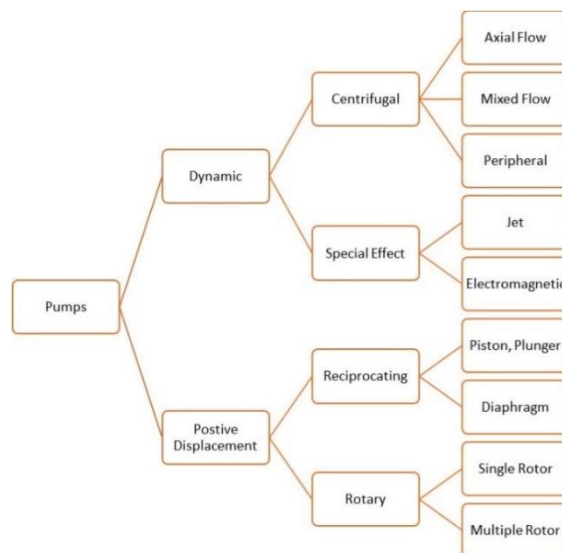 Axial Flow
Centrifugal
Mixed Flow
Peripheral
Dynamic
Jet
Special Effect
Electromagnetic
Pumps
Piston, Plunger
Reciprocating
Diaphragm
Postive
Displacement
Single Rotor
Rotary
Multiple Rotor